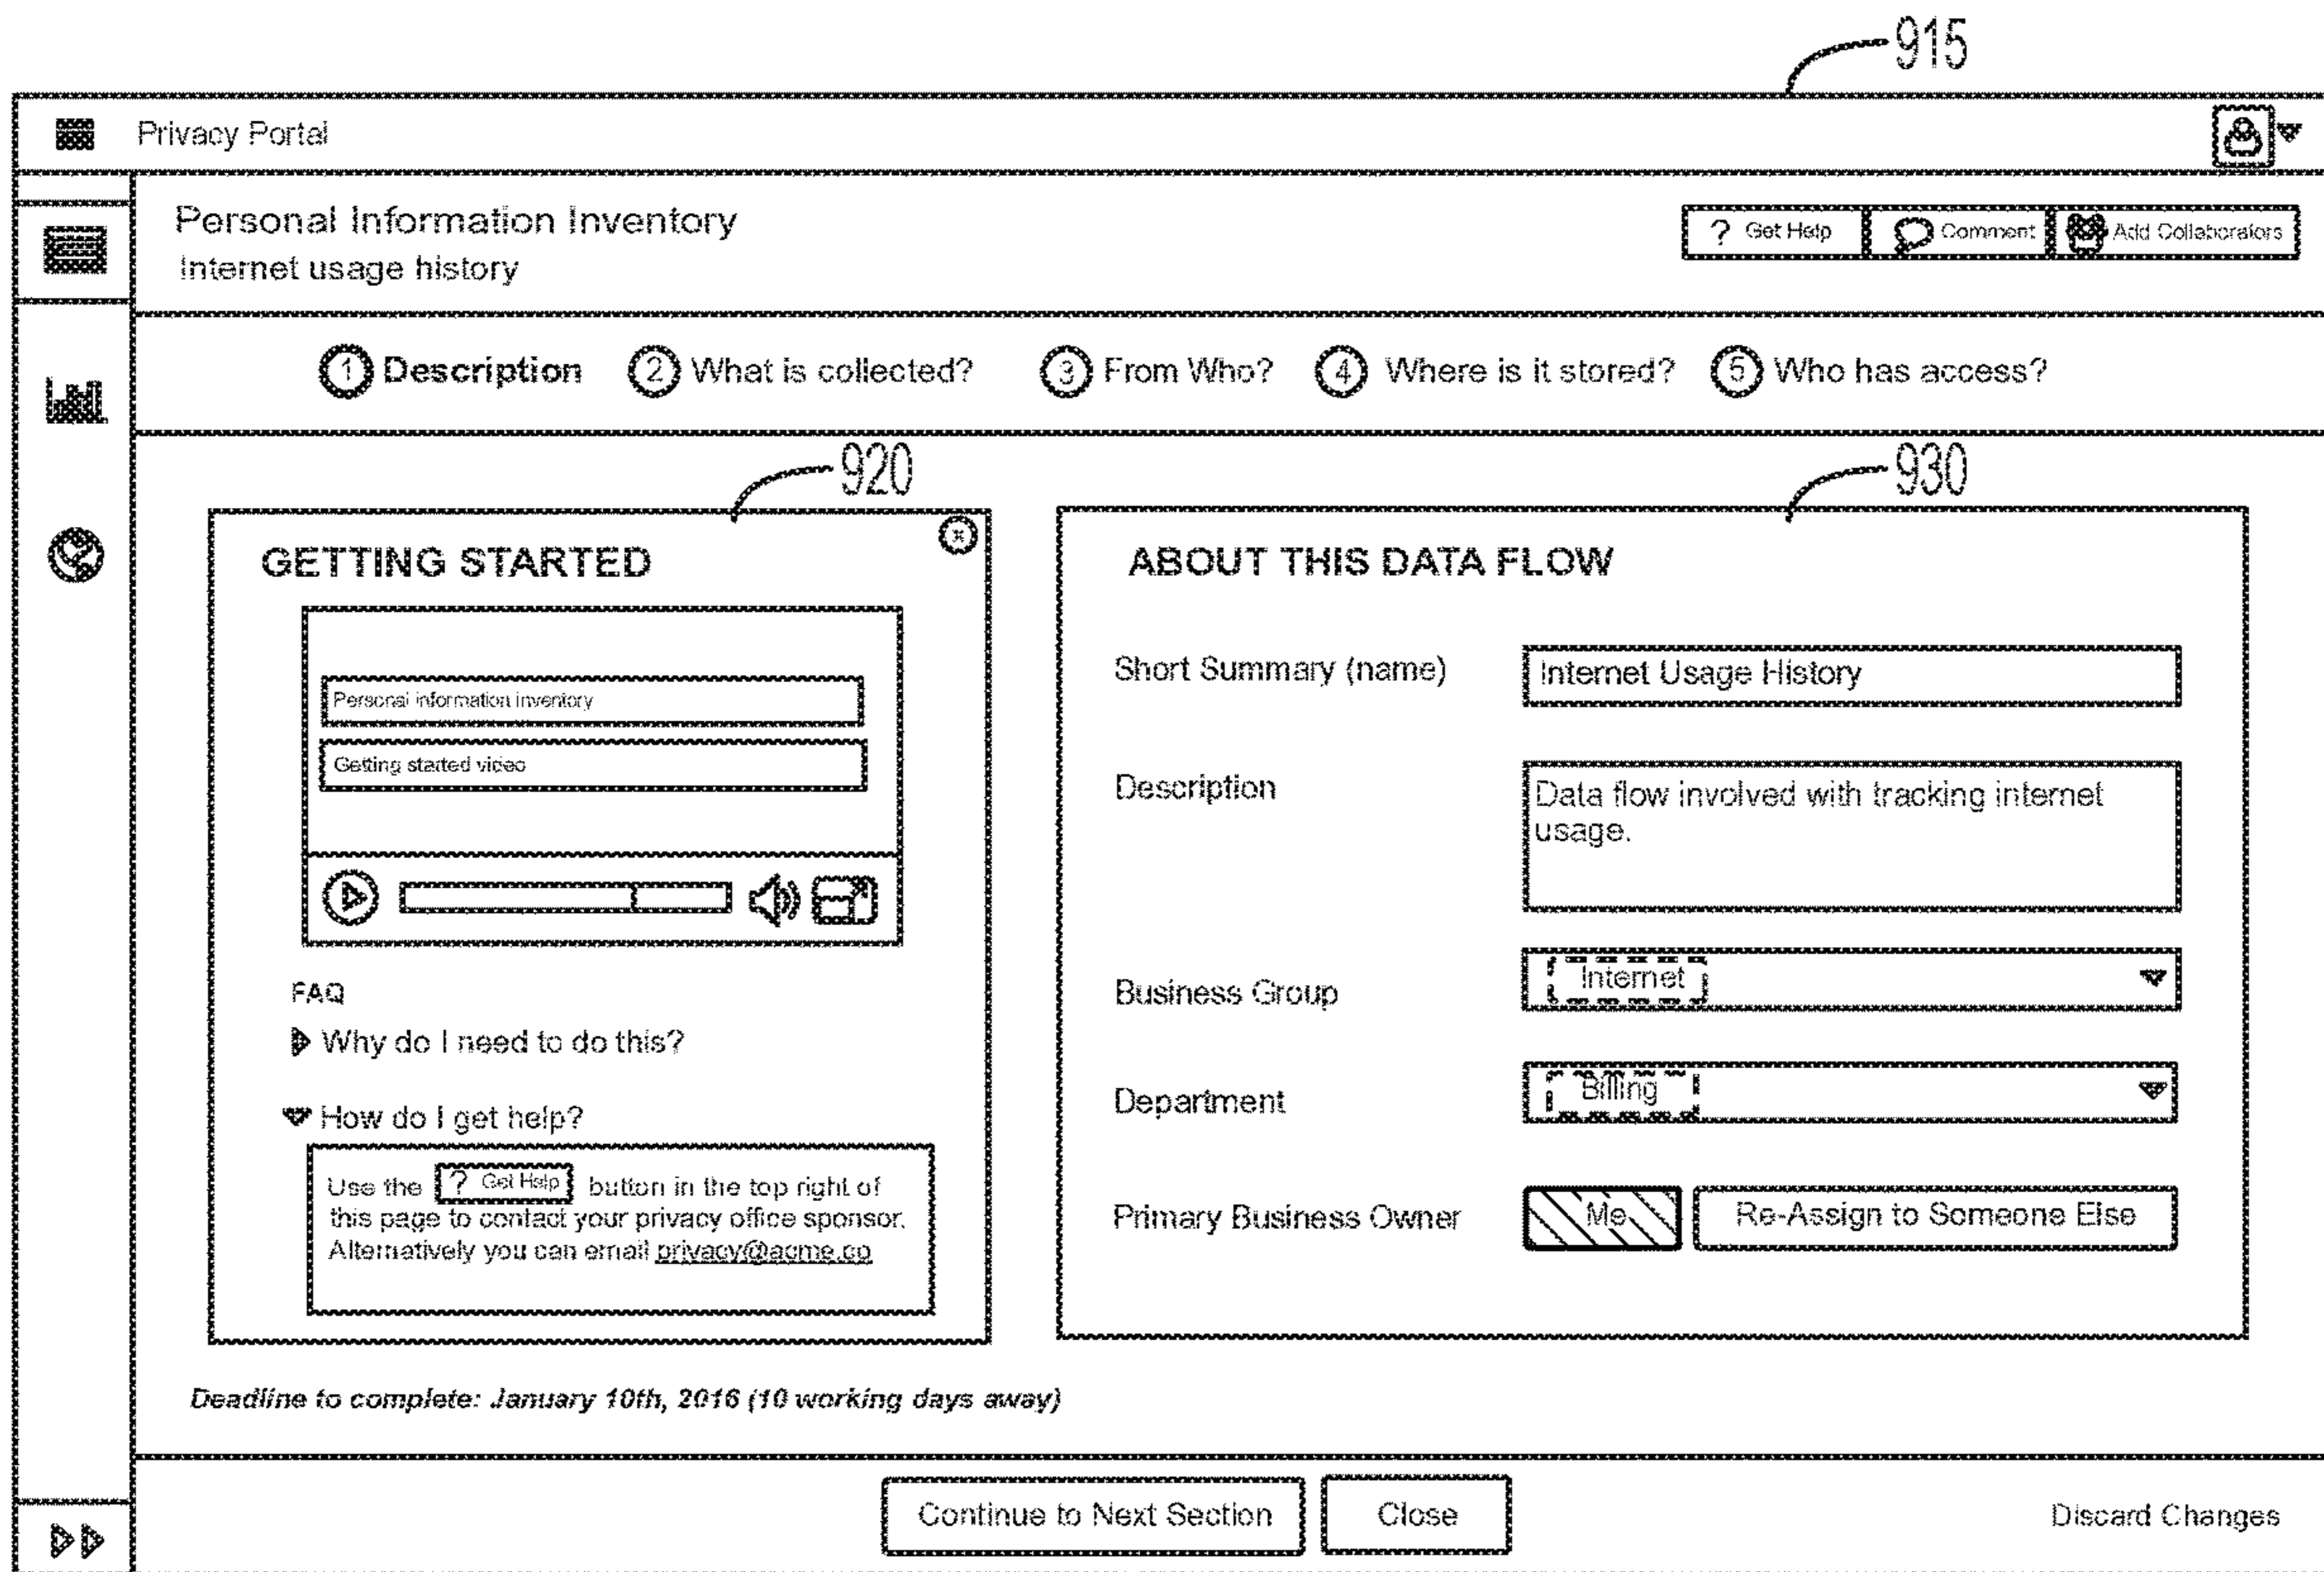 915
Privacy Portal
Personal Information Inventory
Internet usage history
? Get Help
Comment
Add Collaborators
1 Description
2 What is collected?
3 From Who?
4 Where is it stored?
5 Who has access?
920
GETTING STARTED
x
Personal information inventory
Getting started video
FAQ
Why do I need to do this?
How do I get help?
Use the ? Get Help button in the top right of
this page to contact your privacy office sponsor.
Alternatively you can email privacy@acme.co
930
ABOUT THIS DATA FLOW
Short Summary (name)
Internet Usage History
Description
Data flow involved with tracking internet
usage.
Business Group
Internet
Department
Billing
Primary Business Owner
Me
Re-Assign to Someone Else
Deadline to complete: January 10th, 2016 (10 working days away)
Continue to Next Section
Close
Discard Changes